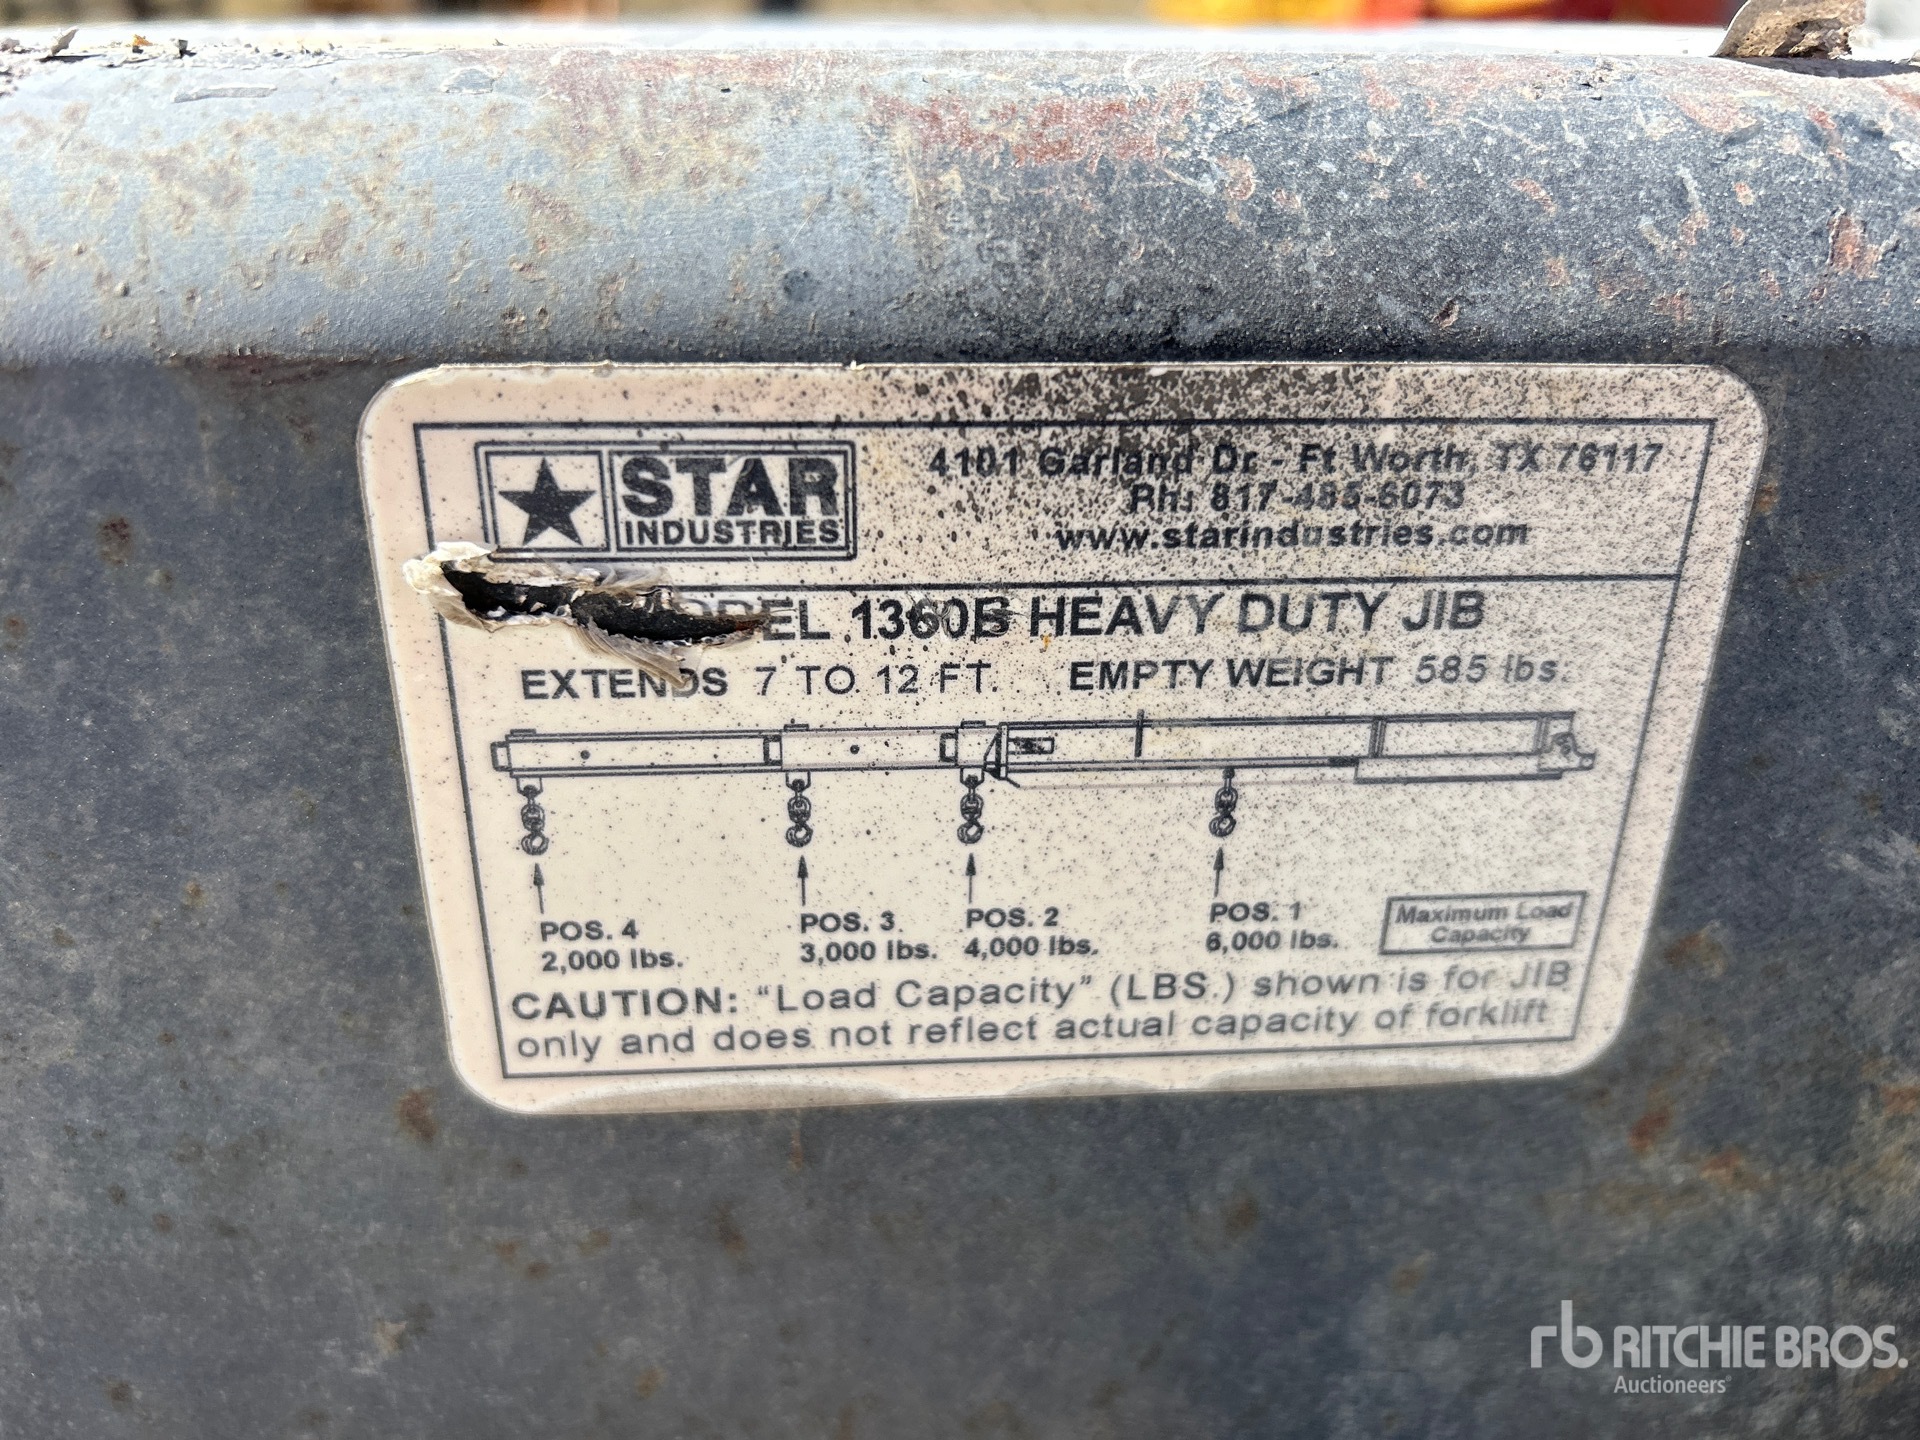 STAR
INDUSTRIES
4101 Garland Dr - Ft Worth, TX 76117
Ph: 817-485-6073
www.starindustries.com
MODEL 1360B HEAVY DUTY JIB
EXTENDS 7 TO 12 FT. EMPTY WEIGHT 585 lbs.
POS. 4
2,000 lbs.
POS. 3
3,000 lbs.
POS. 2
4,000 lbs.
POS. 1
6,000 lbs.
Maximum Load
Capacity
CAUTION: "Load Capacity" (LBS.) shown is for JIB
only and does not reflect actual capacity of forklift
rb RITCHIE BROS.
Auctioneers